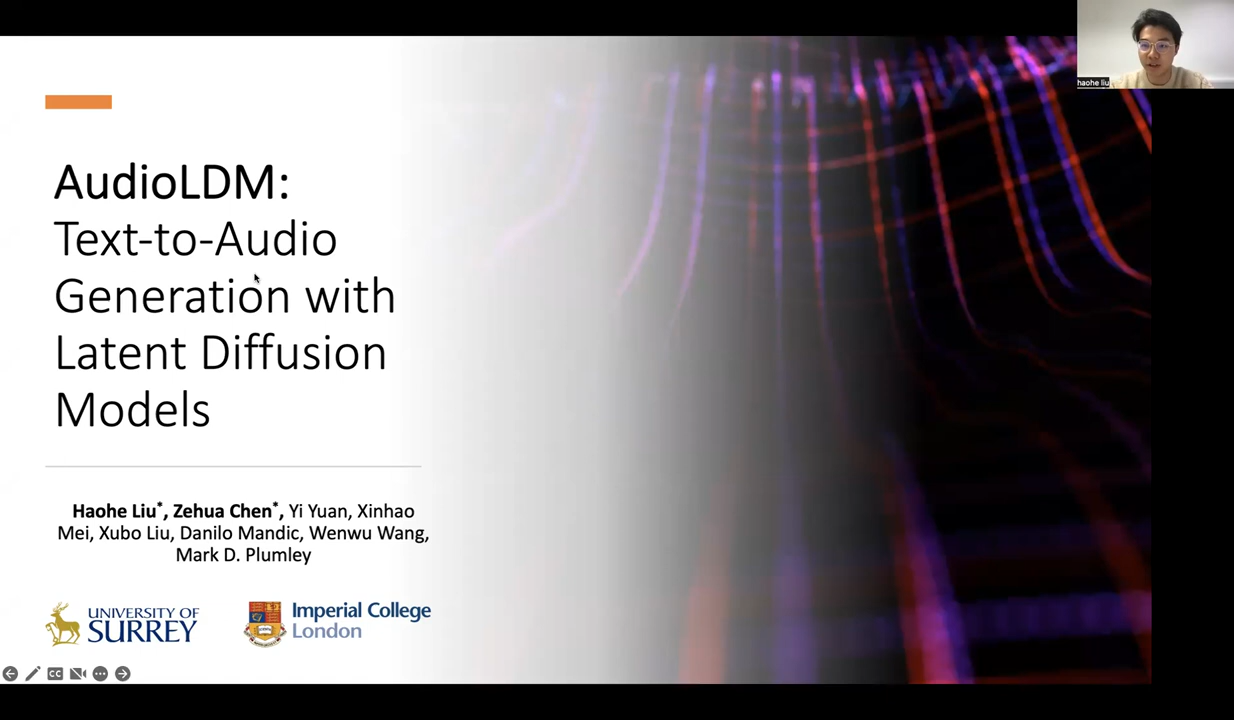 haohe liu
AudioLDM:
Text-to-Audio
Generation with
Latent Diffusion
Models
Haohe Liu*, Zehua Chen*, Yi Yuan, Xinhao
Mei, Xubo Liu, Danilo Mandic, Wenwu Wang,
Mark D. Plumley
UNIVERSITY OF
SURREY
Imperial College
London
CC